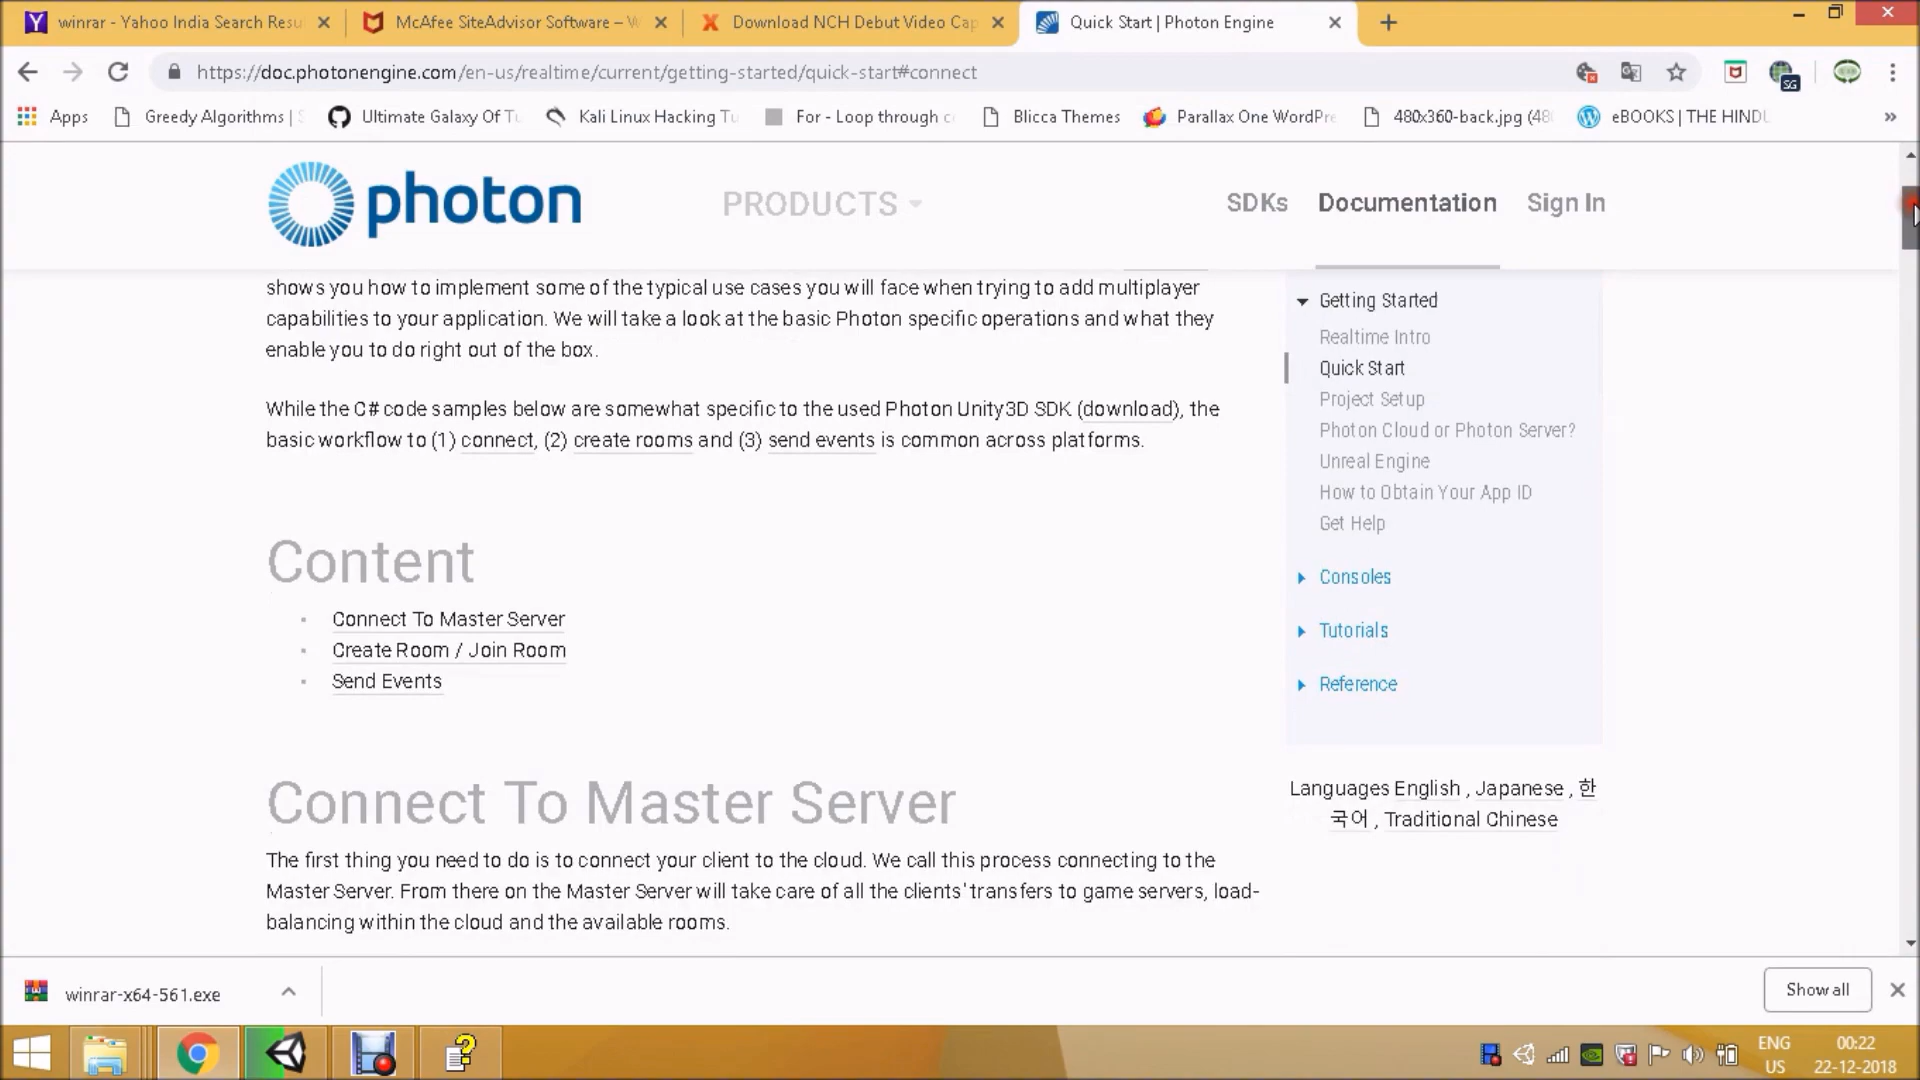 winrar - Yahoo India Search Resu
McAfee SiteAdvisor Software – W
Download NCH Debut Video Cap
Quick Start | Photon Engine
https://doc.photonengine.com/en-us/realtime/current/getting-started/quick-start#connect
SG
Apps
Greedy Algorithms | S
Ultimate Galaxy Of Tu
Kali Linux Hacking Tu
For - Loop through c
Blicca Themes
Parallax One WordPre
480x360-back.jpg (48
eBOOKS | THE HINDU
»
photon
PRODUCTS
SDKs
Documentation
Sign In
shows you how to implement some of the typical use cases you will face when trying to add multiplayer
capabilities to your application. We will take a look at the basic Photon specific operations and what they
enable you to do right out of the box.
While the C# code samples below are somewhat specific to the used Photon Unity3D SDK (download), the
basic workflow to (1) connect, (2) create rooms and (3) send events is common across platforms.
Content
Connect To Master Server
Create Room / Join Room
Send Events
Connect To Master Server
The first thing you need to do is to connect your client to the cloud. We call this process connecting to the
Master Server. From there on the Master Server will take care of all the clients' transfers to game servers, load-
balancing within the cloud and the available rooms.
Getting Started
Realtime Intro
Quick Start
Project Setup
Photon Cloud or Photon Server?
Unreal Engine
How to Obtain Your App ID
Get Help
Consoles
Tutorials
Reference
Languages English , Japanese , 한
국어 , Traditional Chinese
winrar-x64-561.exe
Show all
ENG
US
00:22
22-12-2018